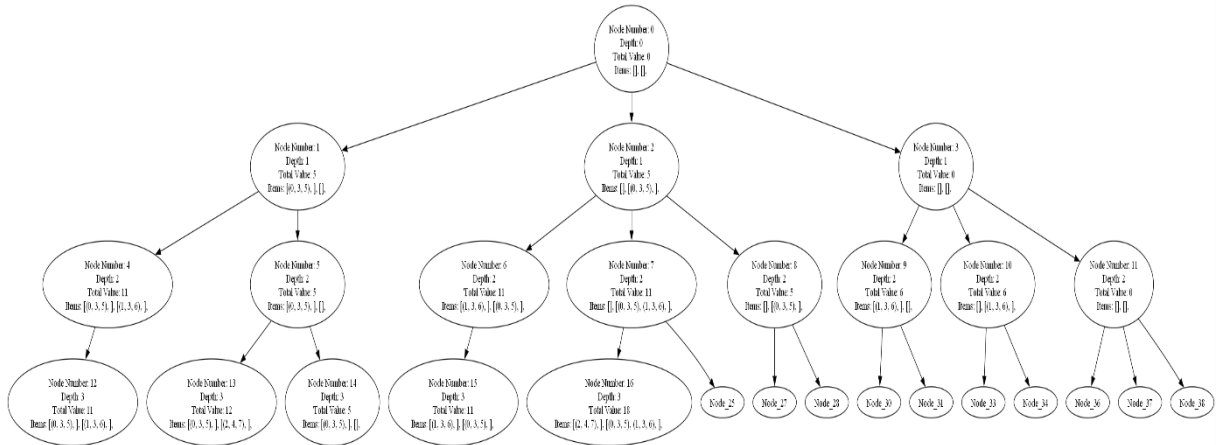 Node Number: 0
Depth: 0
Total Value: 0
Items: [], [],
Node Number: 1
Depth: 1
Total Value: 5
Items: [(0, 3, 5), ], [],
Node Number: 2
Depth: 1
Total Value: 5
Items: [], [(0, 3, 5), ],
Node Number: 3
Depth: 1
Total Value: 0
Items: [], [],
Node Number: 4
Depth: 2
Total Value: 11
Items: [(0, 3, 5), ], [(1, 3, 6), ],
Node Number: 5
Depth: 2
Total Value: 5
Items: [(0, 3, 5), ], [],
Node Number: 6
Depth: 2
Total Value: 11
Items: [(1, 3, 6), ], [(0, 3, 5), ],
Node Number: 7
Depth: 2
Total Value: 11
Items: [], [(0, 3, 5), (1, 3, 6), ],
Node Number: 8
Depth: 2
Total Value: 5
Items: [], [(0, 3, 5), ],
Node Number: 9
Depth: 2
Total Value: 6
Items: [(1, 3, 6), ], [],
Node Number: 10
Depth: 2
Total Value: 6
Items: [], [(1, 3, 6), ],
Node Number: 11
Depth: 2
Total Value: 0
Items: [], [],
Node Number: 12
Depth: 3
Total Value: 11
Items: [(0, 3, 5), ], [(1, 3, 6), ],
Node Number: 13
Depth: 3
Total Value: 12
Items: [(0, 3, 5), ], [(2, 4, 7), ],
Node Number: 14
Depth: 3
Total Value: 5
Items: [(0, 3, 5), ], [],
Node Number: 15
Depth: 3
Total Value: 11
Items: [(1, 3, 6), ], [(0, 3, 5), ],
Node Number: 16
Depth: 3
Total Value: 18
Items: [(2, 4, 7), ], [(0, 3, 5), (1, 3, 6), ],
Node_25
Node_27
Node_28
Node_30
Node_31
Node_33
Node_34
Node_36
Node_37
Node_38